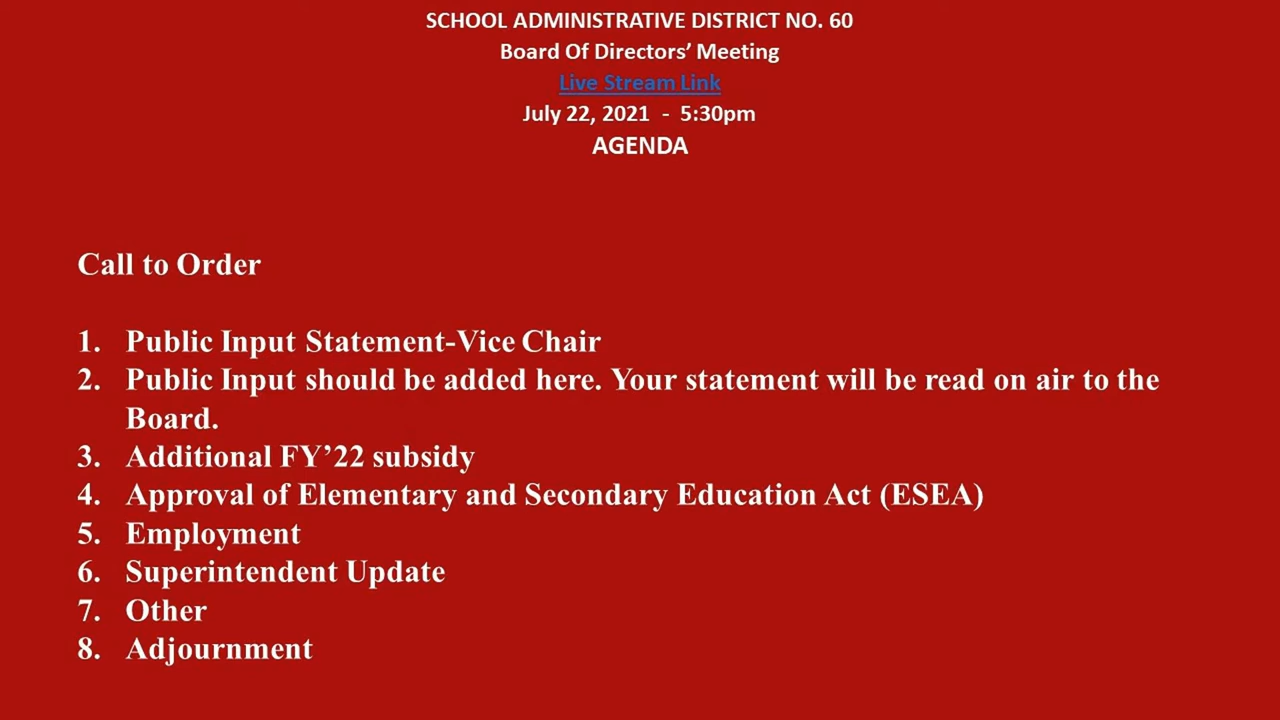 SCHOOL ADMINISTRATIVE DISTRICT NO. 60
Board Of Directors’ Meeting
Live Stream Link
July 22, 2021 - 5:30pm
AGENDA
Call to Order
1. Public Input Statement-Vice Chair
2. Public Input should be added here. Your statement will be read on air to the
Board.
3. Additional FY’22 subsidy
4. Approval of Elementary and Secondary Education Act (ESEA)
5. Employment
6. Superintendent Update
7. Other
8. Adjournment